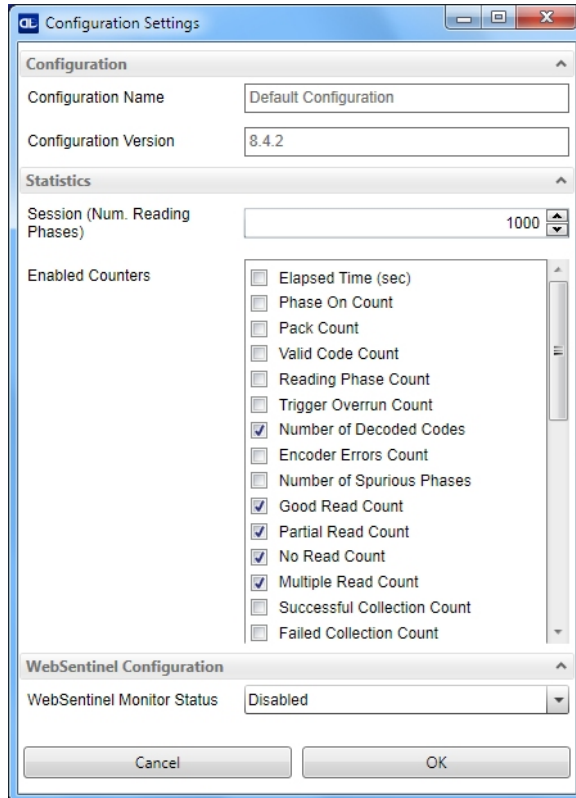 Configuration Settings
Configuration
Configuration Name Default Configuration
Configuration Version 8.4.2
Statistics
Session (Num. Reading
Phases) 1000
Enabled Counters
Elapsed Time (sec)
Phase On Count
Pack Count
Valid Code Count
Reading Phase Count
Trigger Overrun Count
Number of Decoded Codes
Encoder Errors Count
Number of Spurious Phases
Good Read Count
Partial Read Count
No Read Count
Multiple Read Count
Successful Collection Count
Failed Collection Count
WebSentinel Configuration
WebSentinel Monitor Status Disabled
Cancel OK